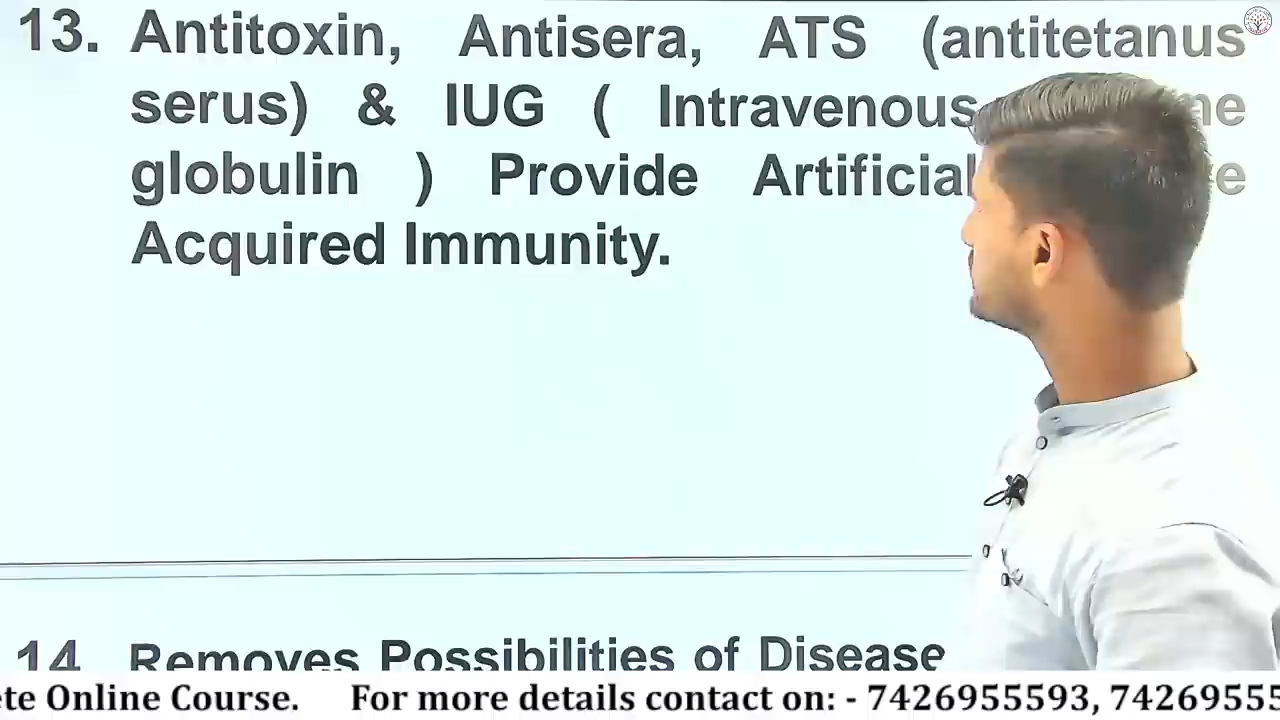 13. Antitoxin, Antisera, ATS (antitetanus
serus) & IUG ( Intravenous
globulin ) Provide Artificial
Acquired Immunity.
14 Removes Possibilities of Disease
ete Online Course. For more details contact on: - 7426955593, 74269555